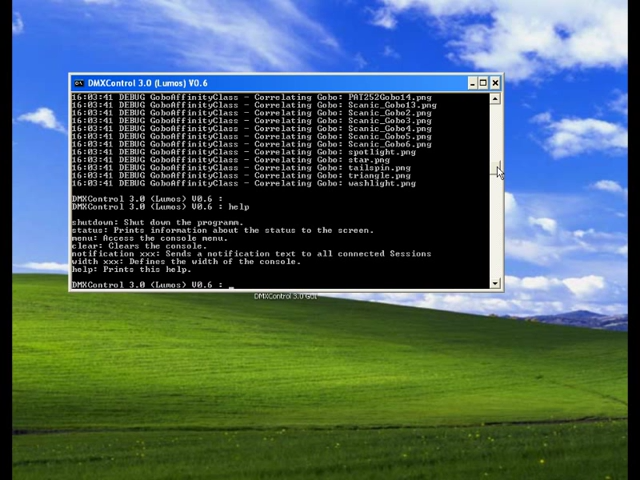 DMXControl 3.0 (Lumos) V0.6
16:03:41 DEBUG GoboAffinityClass - Correlating Gobo: PAT252Gobo14.png
16:03:41 DEBUG GoboAffinityClass - Correlating Gobo: Scanic_Gobo13.png
16:03:41 DEBUG GoboAffinityClass - Correlating Gobo: Scanic_Gobo2.png
16:03:41 DEBUG GoboAffinityClass - Correlating Gobo: Scanic_Gobo3.png
16:03:41 DEBUG GoboAffinityClass - Correlating Gobo: Scanic_Gobo4.png
16:03:41 DEBUG GoboAffinityClass - Correlating Gobo: Scanic_Gobo5.png
16:03:41 DEBUG GoboAffinityClass - Correlating Gobo: Scanic_Gobo6.png
16:03:41 DEBUG GoboAffinityClass - Correlating Gobo: spotlight.png
16:03:41 DEBUG GoboAffinityClass - Correlating Gobo: star.png
16:03:41 DEBUG GoboAffinityClass - Correlating Gobo: tailspin.png
16:03:41 DEBUG GoboAffinityClass - Correlating Gobo: triangle.png
16:03:41 DEBUG GoboAffinityClass - Correlating Gobo: washlight.png
DMXControl 3.0 (Lumos) V0.6 :
DMXControl 3.0 (Lumos) V0.6 : help
shutdown: Shut down the programm.
status: Prints information about the status to the screen.
menu: Access the console menu.
clear: Clears the console.
notification xxx: Sends a notification text to all connected Sessions
width xxx: Defines the width of the console.
help: Prints this help.
DMXControl 3.0 (Lumos) V0.6 : _
DMXControl 3.0 GUI